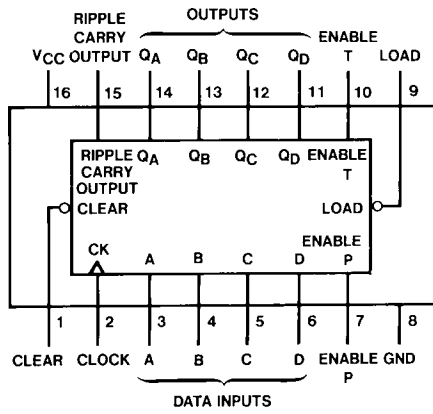 OUTPUTS
RIPPLE
CARRY
OUTPUT
VCC
QA QB QC QD
ENABLE
T
LOAD
16 15 14 13 12 11 10 9
RIPPLE
CARRY
OUTPUT
QA QB QC QD
ENABLE
T
CLEAR
LOAD
CK
A B C D
ENABLE
P
1 2 3 4 5 6 7 8
CLEAR CLOCK A B C D ENABLE
P
GND
DATA INPUTS